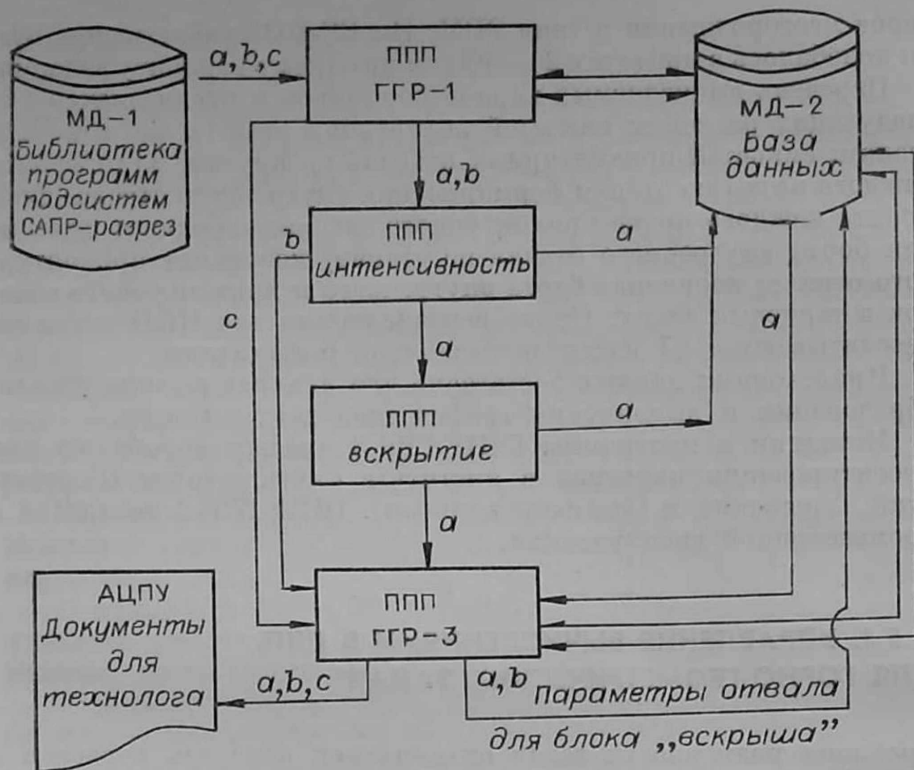 a, b, c
ППП
ГГР-1
МД-1
Библиотека
программ
подсистем
САПР-разрез
МД-2
База
данных
a, b
ППП
интенсивность
b
a
c
a
a
ППП
вскрытие
a
a
ППП
ГГР-3
АЦПУ
Документы
для
технолога
a, b, c
a, b
Параметры отвала
для блока „вскрыша”